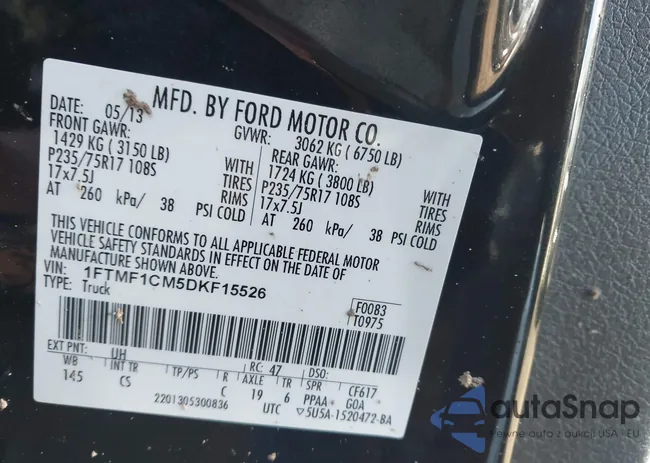 MFD. BY FORD MOTOR CO.
DATE: 05/13 GVWR: 3062 KG ( 6750 LB)
FRONT GAWR: REAR GAWR:
1429 KG ( 3150 LB) WITH 1724 KG ( 3800 LB) WITH
P235/75R17 108S TIRES P235/75R17 108S TIRES
17x7.5J RIMS 17x7.5J RIMS
AT 260 kPa/ 38 PSI COLD AT 260 kPa/ 38 PSI COLD
THIS VEHICLE CONFORMS TO ALL APPLICABLE FEDERAL MOTOR
VEHICLE SAFETY STANDARDS IN EFFECT ON THE DATE OF
MANUFACTURE SHOWN ABOVE.
VIN: 1FTMF1CM5DKF15526
TYPE: Truck
F0083
T0975
EXT PNT: UH RC: 47 DSO:
WB INT TR TP/PS R AXLE TR SPR CF617
145 CS C 19 6 PPAA GOA
2201305300836 UTC ▽5U5A-1520472-BA
autaSnap
Pewne auto z aukcji USA i EU